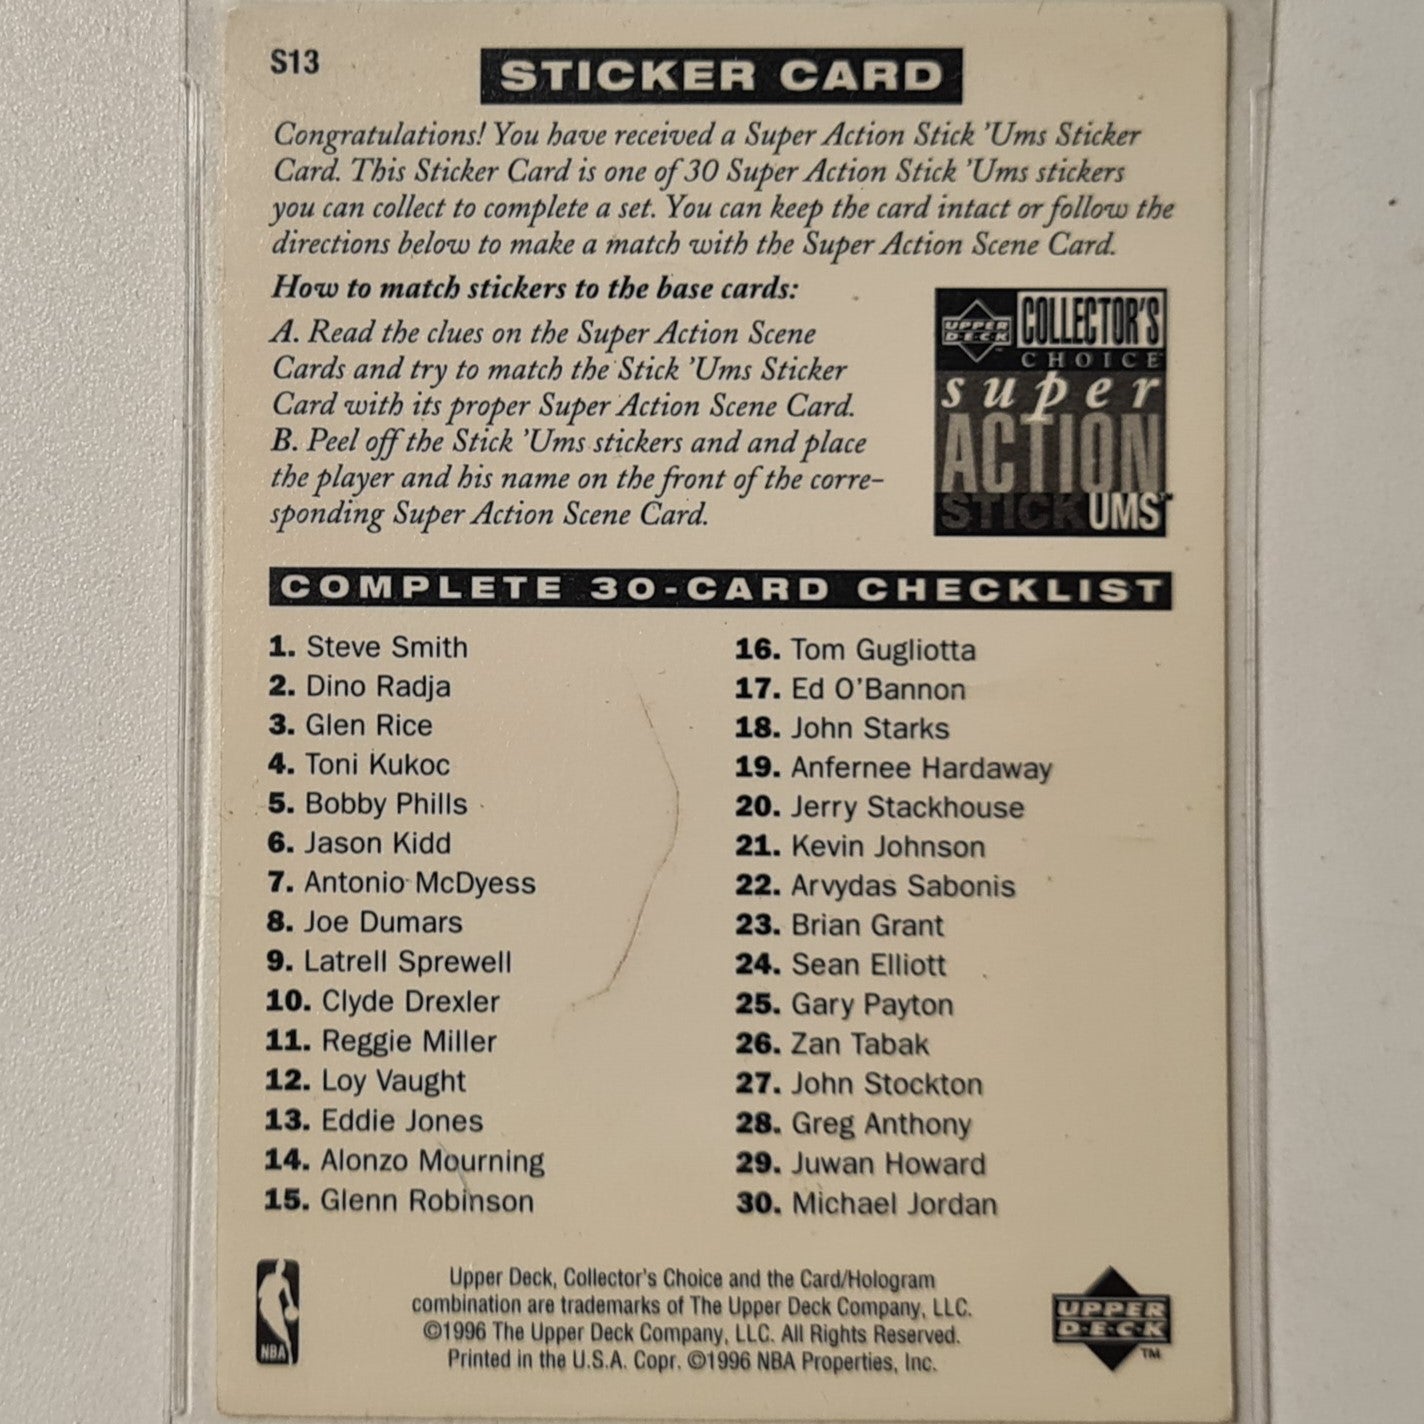 S13
STICKER CARD
Congratulations! You have received a Super Action Stick 'Ums Sticker
Card. This Sticker Card is one of 30 Super Action Stick 'Ums stickers
you can collect to complete a set. You can keep the card intact or follow the
directions below to make a match with the Super Action Scene Card.
How to match stickers to the base cards:
A. Read the clues on the Super Action Scene
Cards and try to match the Stick 'Ums Sticker
Card with its proper Super Action Scene Card.
B. Peel off the Stick 'Ums stickers and and place
the player and his name on the front of the corre-
sponding Super Action Scene Card.
UPPER DECK COLLECTOR'S
CHOICE
super
ACTION
STICK UMS™
COMPLETE 30-CARD CHECKLIST
1. Steve Smith
2. Dino Radja
3. Glen Rice
4. Toni Kukoc
5. Bobby Phills
6. Jason Kidd
7. Antonio McDyess
8. Joe Dumars
9. Latrell Sprewell
10. Clyde Drexler
11. Reggie Miller
12. Loy Vaught
13. Eddie Jones
14. Alonzo Mourning
15. Glenn Robinson
16. Tom Gugliotta
17. Ed O'Bannon
18. John Starks
19. Anfernee Hardaway
20. Jerry Stackhouse
21. Kevin Johnson
22. Arvydas Sabonis
23. Brian Grant
24. Sean Elliott
25. Gary Payton
26. Zan Tabak
27. John Stockton
28. Greg Anthony
29. Juwan Howard
30. Michael Jordan
NBA
Upper Deck, Collector's Choice and the Card/Hologram
combination are trademarks of The Upper Deck Company, LLC.
©1996 The Upper Deck Company, LLC. All Rights Reserved.
Printed in the U.S.A. Copr. ©1996 NBA Properties, Inc.
UPPER
DECK
™